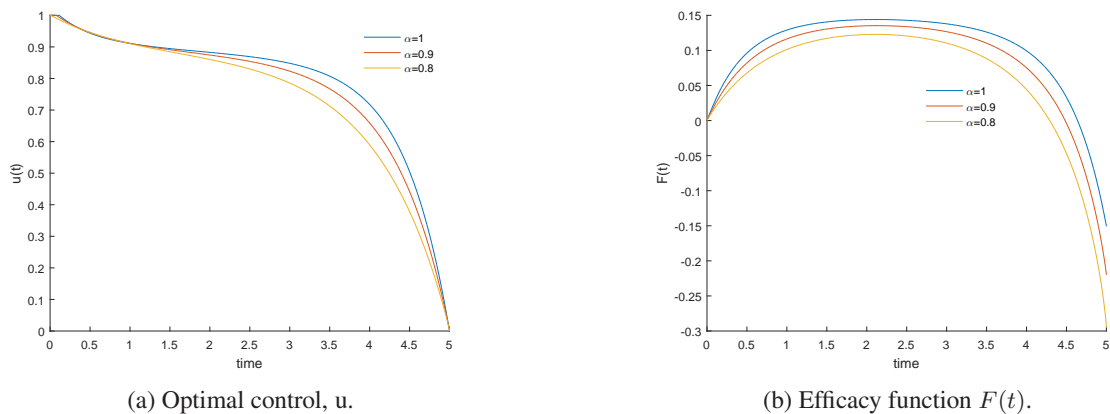 1
0.9
0.8
0.7
0.6
0.5
0.4
0.3
0.2
0.1
0
u(t)
α=1
α=0.9
α=0.8
0 0.5 1 1.5 2 2.5 3 3.5 4 4.5 5
time
(a) Optimal control, u.
0.15
0.1
0.05
0
-0.05
-0.1
-0.15
-0.2
-0.25
-0.3
F(t)
α=1
α=0.9
α=0.8
0 0.5 1 1.5 2 2.5 3 3.5 4 4.5 5
time
(b) Efficacy function F(t).